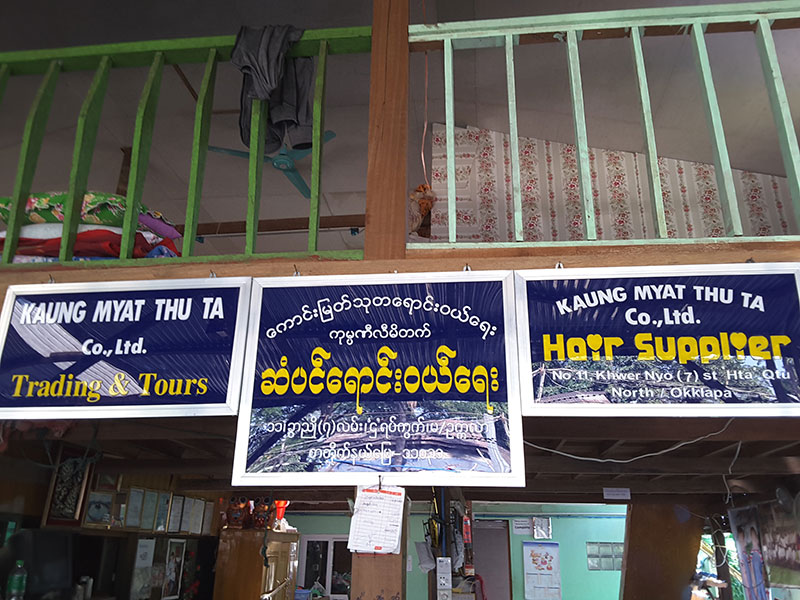 KAUNG MYAT THU TA
Co.,Ltd.
Trading & Tours
ကောင်းမြတ်သုတရောင်းဝယ်ရေး
ကုမ္ပဏီလီမိတက်
ဆံပင်ရောင်းဝယ်ရေး
KAUNG MYAT THU TA
Co.,Ltd.
Hair Supplier
No.11, Khwer Nyo (7) st, Hta, Qtu
North / Okklapa